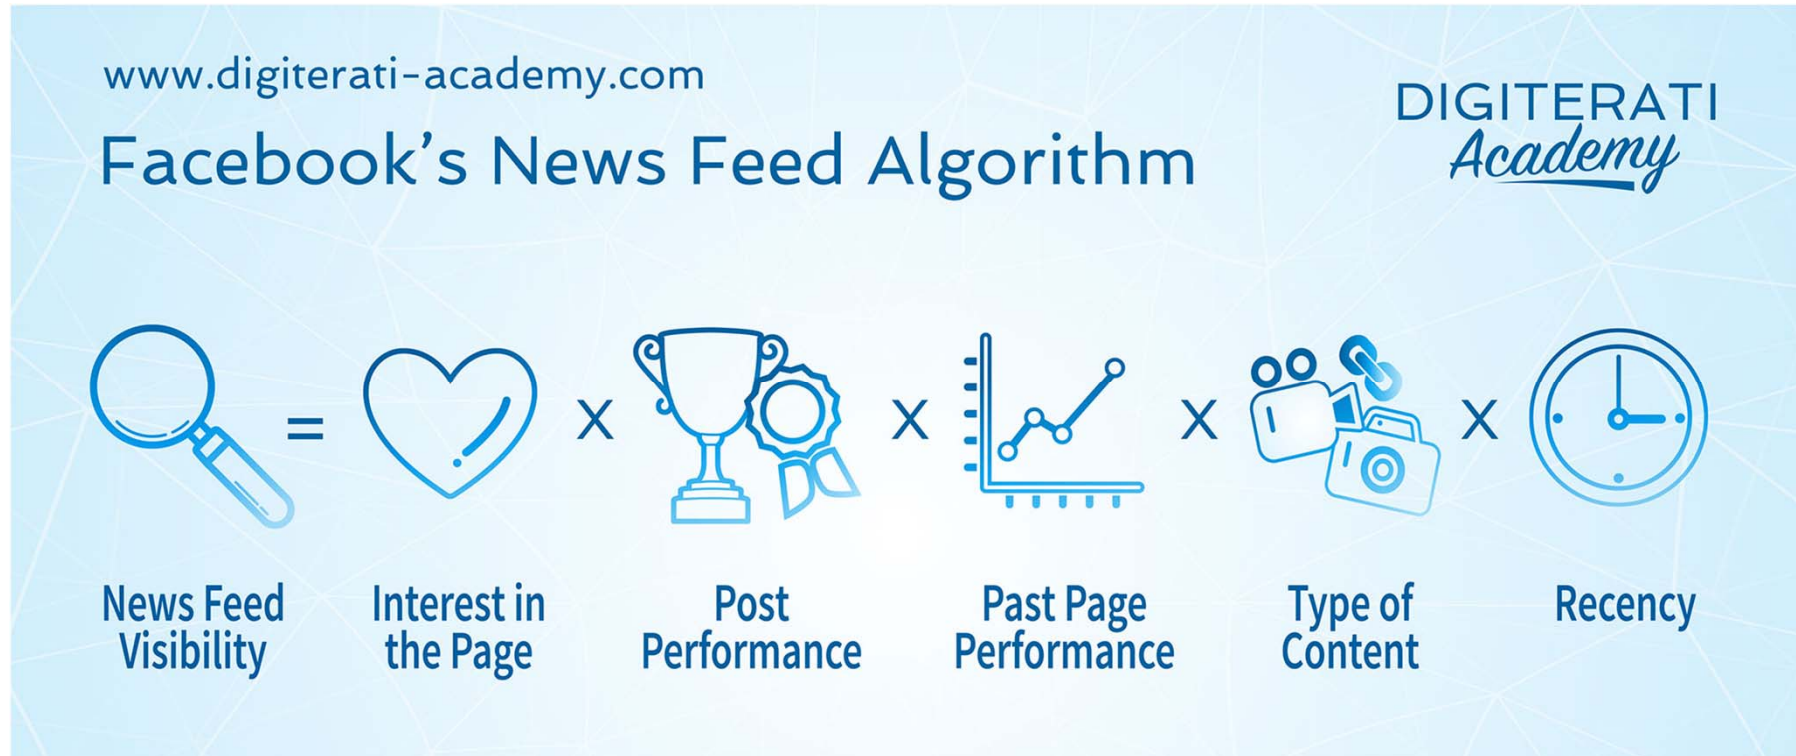 www.digiterati-academy.com
Facebook's News Feed Algorithm
DIGITERATI
Academy
=
X
X
X
X
News Feed
Visibility
Interest in
the Page
Post
Performance
Past Page
Performance
Type of
Content
Recency